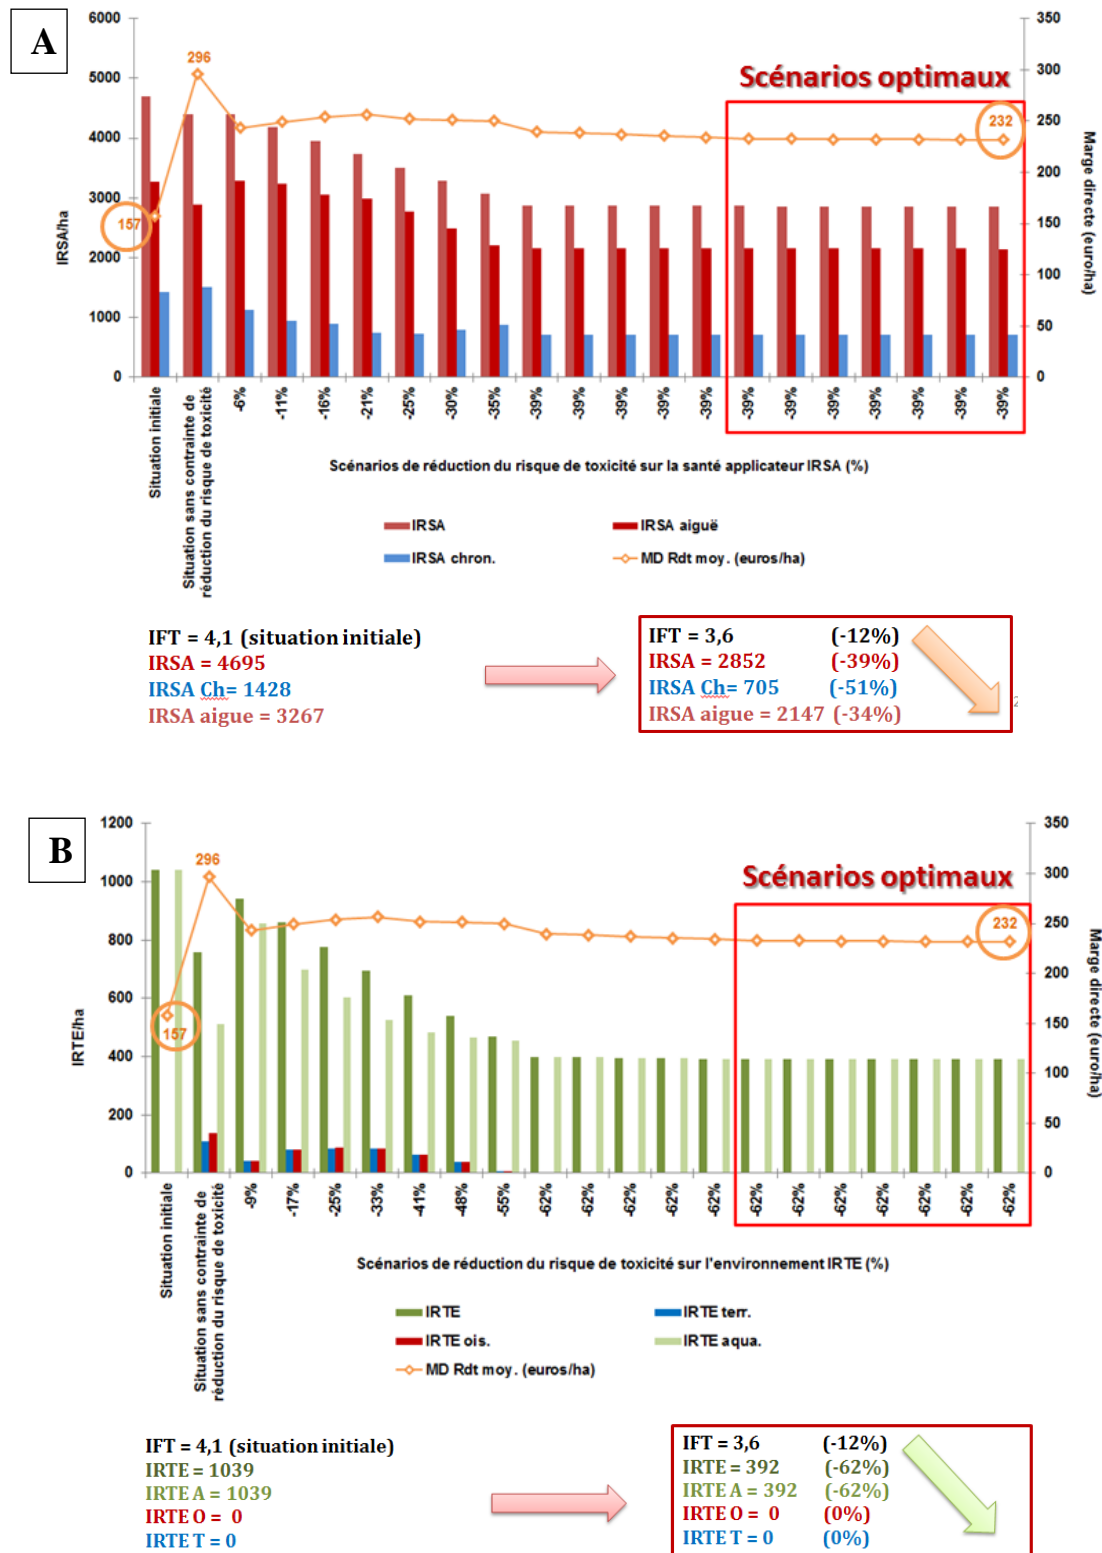 A
6000
5000
4000
3000
2000
1000
0
IRSA/ha
350
300
250
200
150
100
50
0
Marge directe (euro/ha)
157
296
Scénarios optimaux
232
Situation initiale
Situation sans contrainte de
réduction du risque de toxicité
-6%
-11%
-16%
-21%
-25%
-30%
-35%
-39%
-39%
-39%
-39%
-39%
-39%
-39%
-39%
-39%
-39%
-39%
-39%
Scénarios de réduction du risque de toxicité sur la santé applicateur IRSA (%)
IRSA
IRSA aiguë
IRSA chron.
MD Rdt moy. (euros/ha)
IFT = 4,1 (situation initiale)
IRSA = 4695
IRSA Ch= 1428
IRSA aigue = 3267
IFT = 3,6 (-12%)
IRSA = 2852 (-39%)
IRSA Ch= 705 (-51%)
IRSA aigue = 2147 (-34%)
B
1200
1000
800
600
400
200
0
IRTE/ha
350
300
250
200
150
100
50
0
Marge directe (euro/ha)
157
296
Scénarios optimaux
232
Situation initiale
Situation sans contrainte de
réduction du risque de toxicité
-9%
-17%
-25%
-33%
-41%
-48%
-55%
-62%
-62%
-62%
-62%
-62%
-62%
-62%
-62%
-62%
-62%
-62%
-62%
Scénarios de réduction du risque de toxicité sur l'environnement IRTE (%)
IRTE
IRTE terr.
IRTE ois.
IRTE aqua.
MD Rdt moy. (euros/ha)
IFT = 4,1 (situation initiale)
IRTE = 1039
IRTE A = 1039
IRTE O = 0
IRTE T = 0
IFT = 3,6 (-12%)
IRTE = 392 (-62%)
IRTE A = 392 (-62%)
IRTE O = 0 (0%)
IRTE T = 0 (0%)